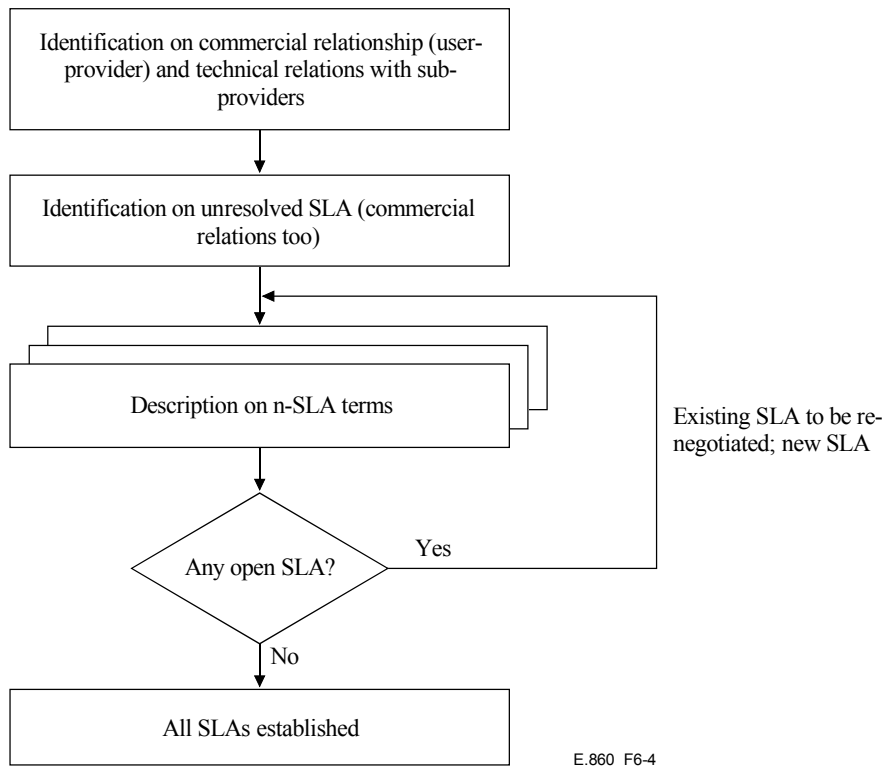 Identification on commercial relationship (user-
provider) and technical relations with sub-
providers
Identification on unresolved SLA (commercial
relations too)
Description on n-SLA terms
Existing SLA to be re-
negotiated; new SLA
Any open SLA?
Yes
No
All SLAs established
E.860_F6-4